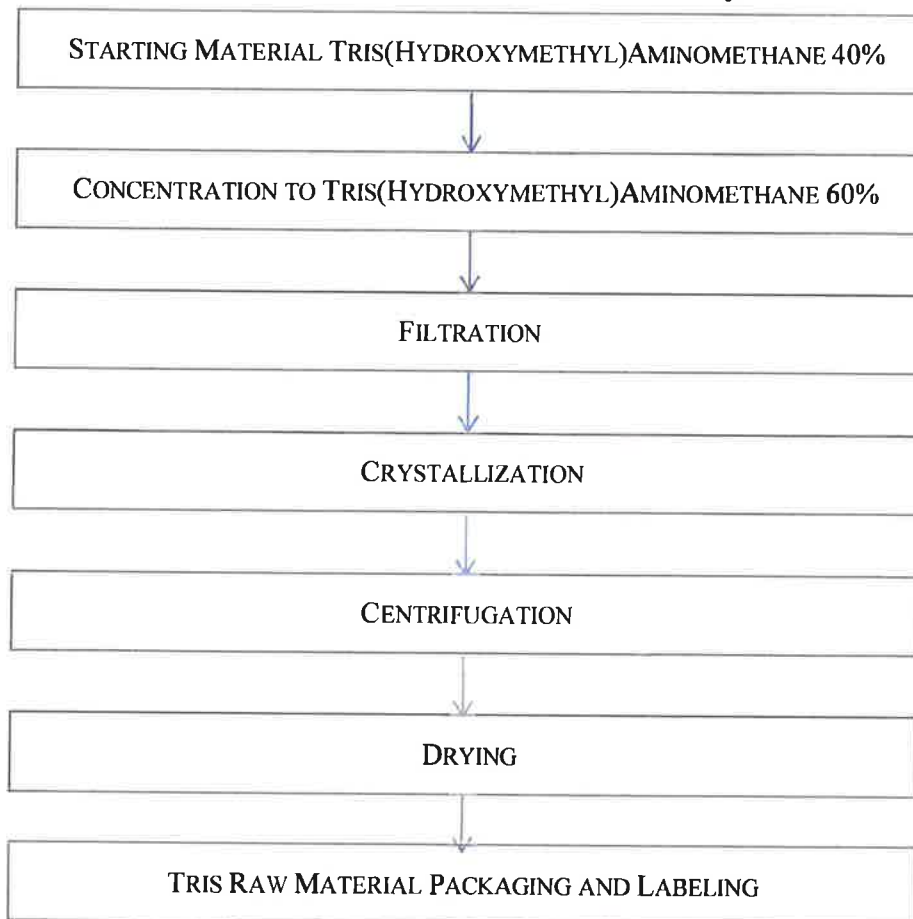 STARTING MATERIAL TRIS(HYDROXYMETHYL)AMINOMETHANE 40%
CONCENTRATION TO TRIS(HYDROXYMETHYL)AMINOMETHANE 60%
FILTRATION
CRYSTALLIZATION
CENTRIFUGATION
DRYING
TRIS RAW MATERIAL PACKAGING AND LABELING